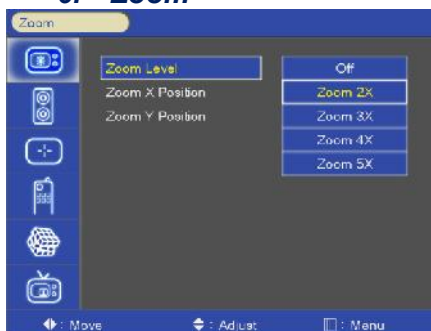 Zoom
Zoom Level Off
Zoom X Position Zoom 2X
Zoom Y Position Zoom 3X
Zoom 4X
Zoom 5X
: Move : Adjust : Menu